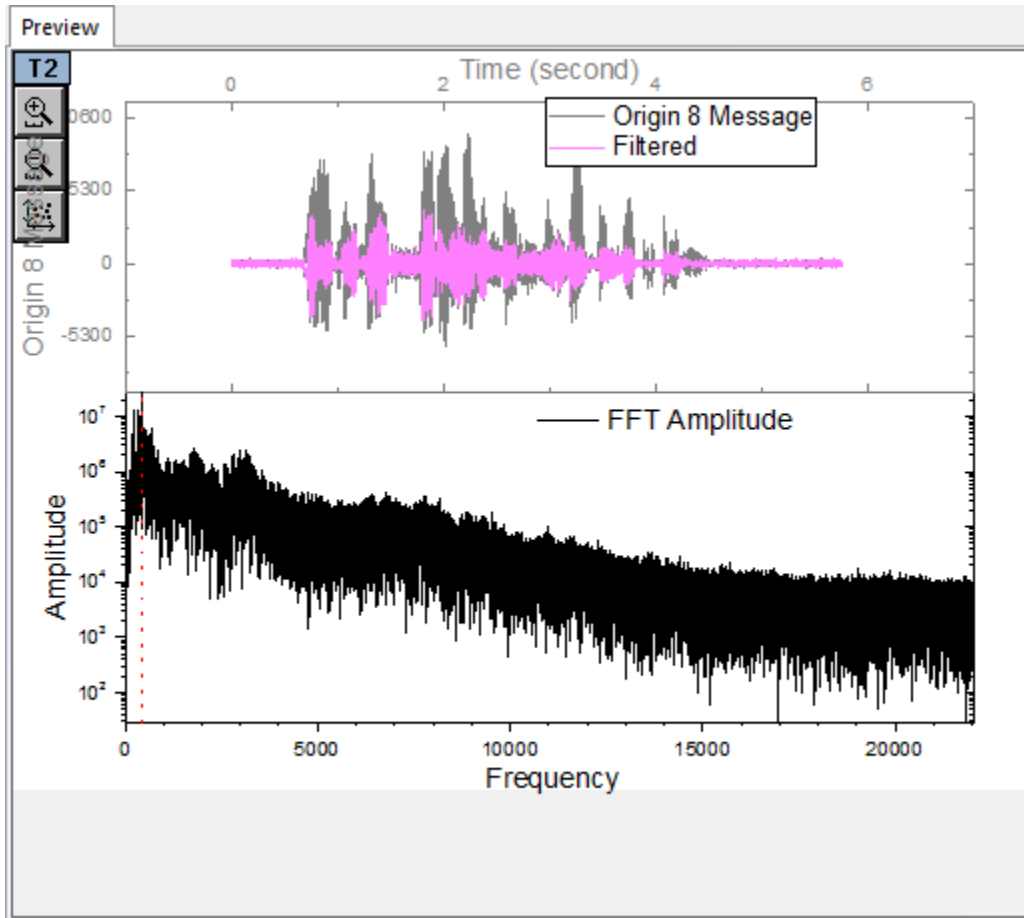 Preview
T2
Time (second)
0 2 4 6
Origin 8 Message
Filtered
0600
5300
0
-5300
Origin 8 Message
FFT Amplitude
10⁷
10⁶
10⁵
10⁴
10³
10²
Amplitude
0 5000 10000 15000 20000
Frequency